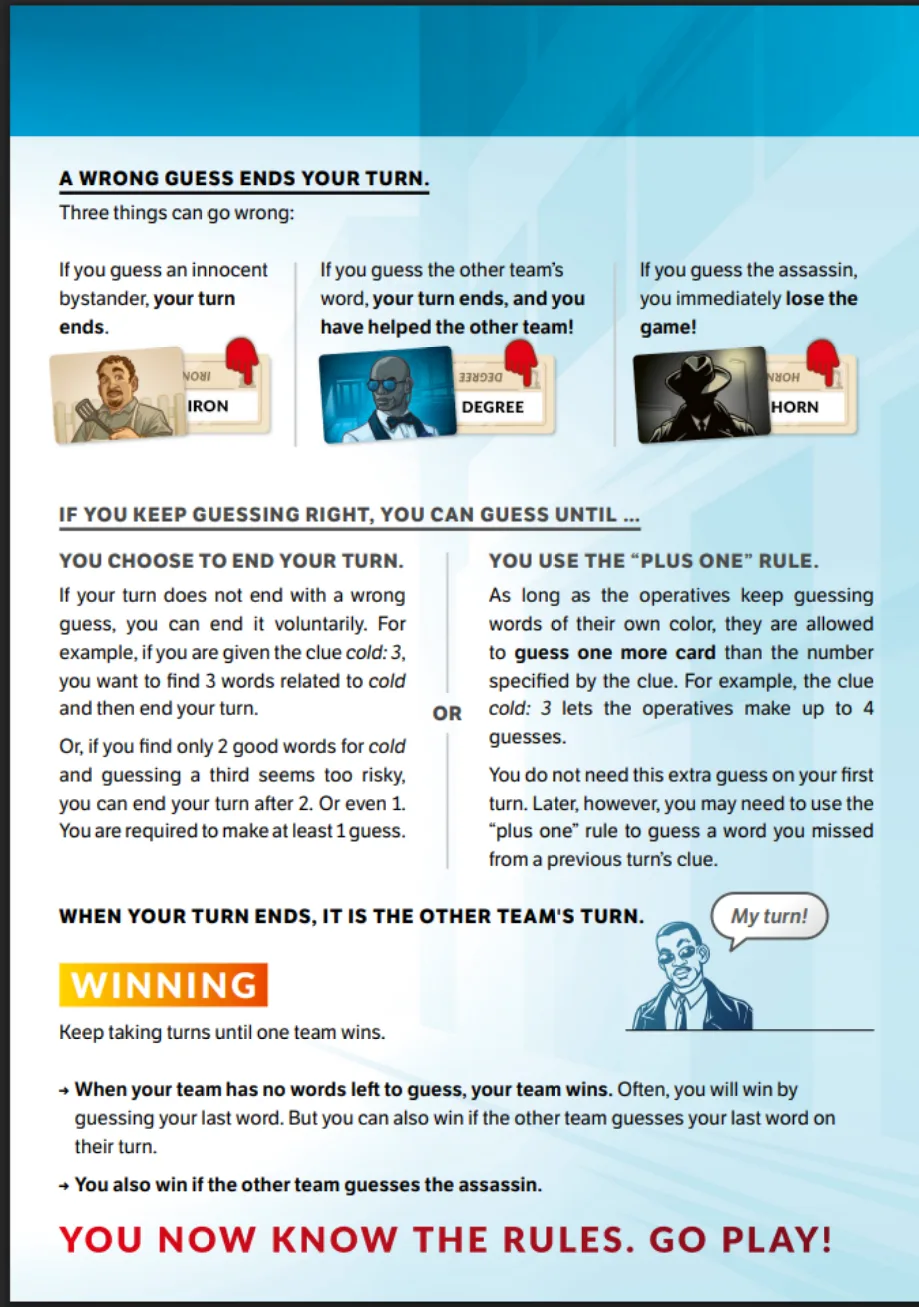 A WRONG GUESS ENDS YOUR TURN.
Three things can go wrong:
If you guess an innocent
bystander, your turn
ends.
IRON
IRON
If you guess the other team's
word, your turn ends, and you
have helped the other team!
DEGREE
DEGREE
If you guess the assassin,
you immediately lose the
game!
HORN
HORN
IF YOU KEEP GUESSING RIGHT, YOU CAN GUESS UNTIL ...
YOU CHOOSE TO END YOUR TURN.
If your turn does not end with a wrong
guess, you can end it voluntarily. For
example, if you are given the clue cold: 3,
you want to find 3 words related to cold
and then end your turn.
Or, if you find only 2 good words for cold
and guessing a third seems too risky,
you can end your turn after 2. Or even 1.
You are required to make at least 1 guess.
OR
YOU USE THE “PLUS ONE” RULE.
As long as the operatives keep guessing
words of their own color, they are allowed
to guess one more card than the number
specified by the clue. For example, the clue
cold: 3 lets the operatives make up to 4
guesses.
You do not need this extra guess on your first
turn. Later, however, you may need to use the
“plus one” rule to guess a word you missed
from a previous turn's clue.
WHEN YOUR TURN ENDS, IT IS THE OTHER TEAM'S TURN.
My turn!
WINNING
Keep taking turns until one team wins.
→ When your team has no words left to guess, your team wins. Often, you will win by
guessing your last word. But you can also win if the other team guesses your last word on
their turn.
→ You also win if the other team guesses the assassin.
YOU NOW KNOW THE RULES. GO PLAY!